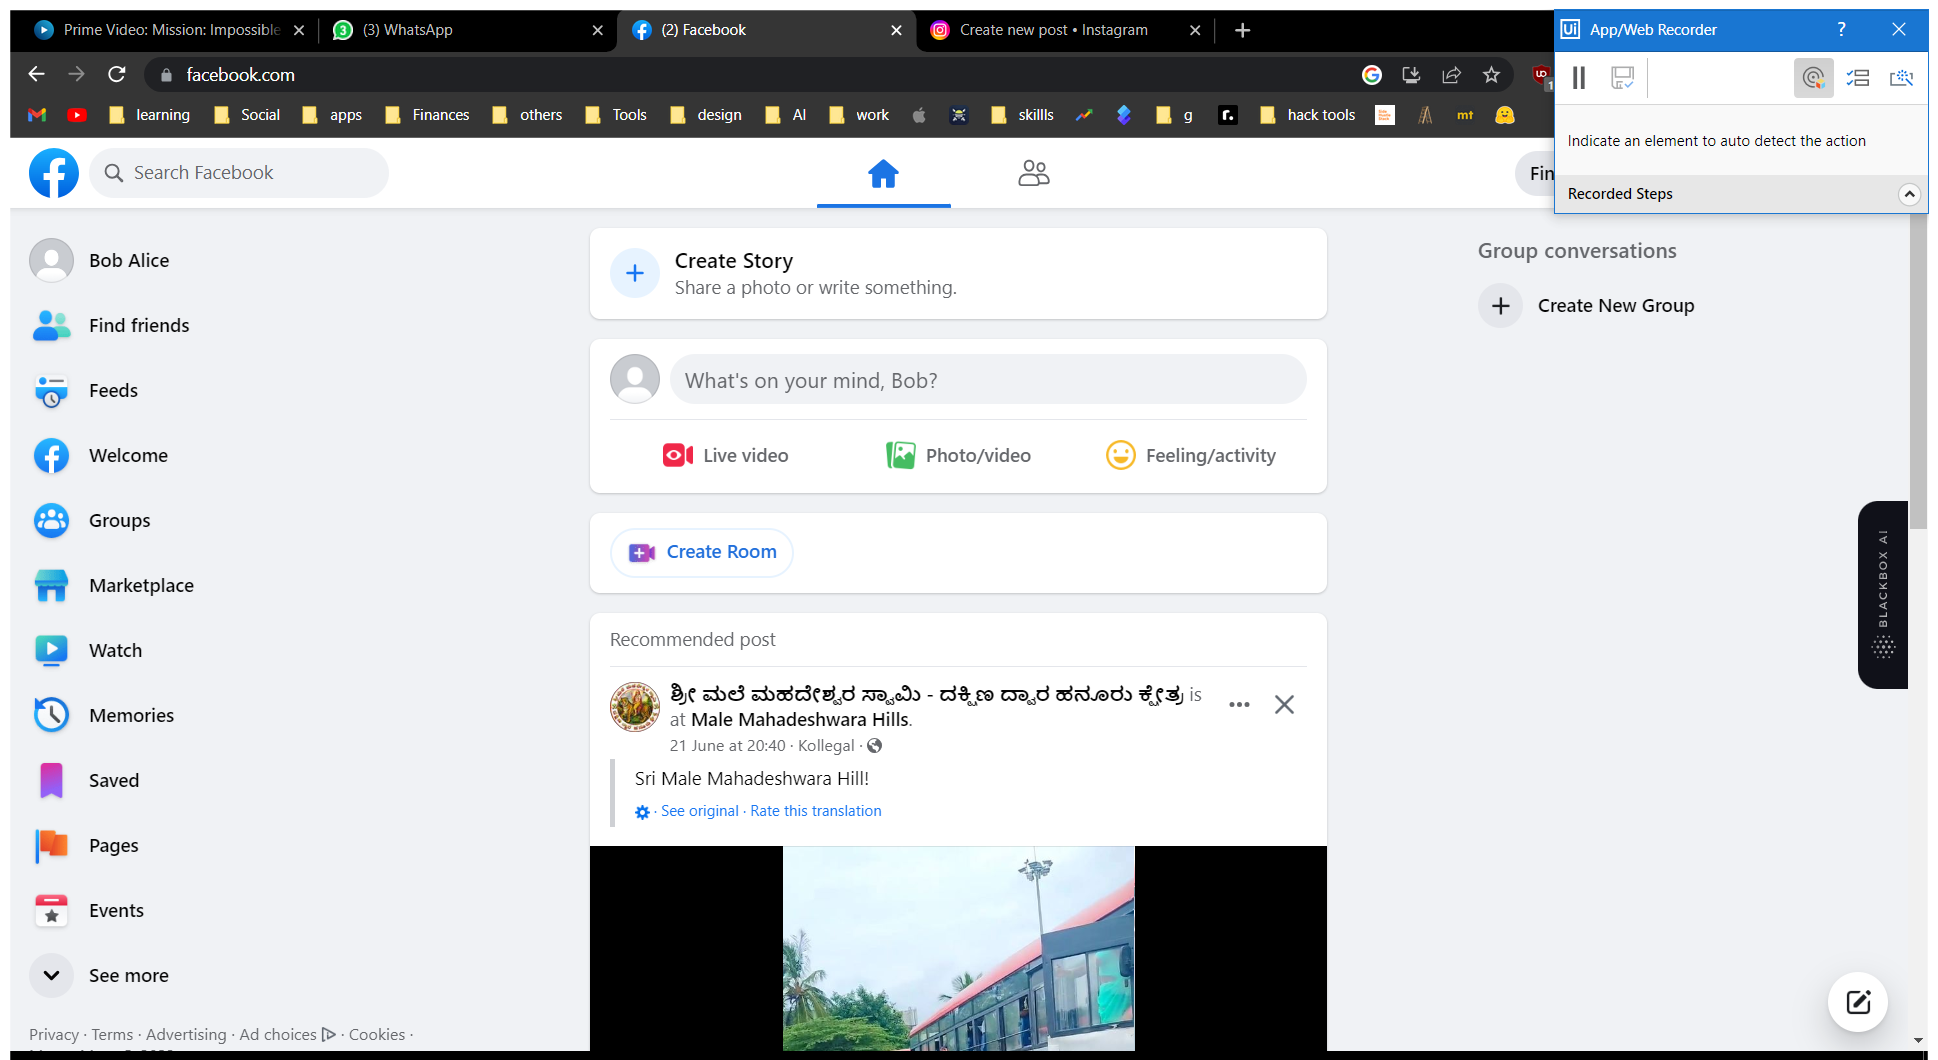 Prime Video: Mission: Impossible
(3) WhatsApp
(2) Facebook
Create new post • Instagram
App/Web Recorder
?
facebook.com
learning
Social
apps
Finances
others
Tools
design
AI
work
skillls
g
r.
hack tools
mt
Indicate an element to auto detect the action
Recorded Steps
Search Facebook
Fin
Bob Alice
Find friends
Feeds
Welcome
Groups
Marketplace
Watch
Memories
Saved
Pages
Events
See more
Privacy · Terms · Advertising · Ad choices · Cookies ·
Create Story
Share a photo or write something.
What's on your mind, Bob?
Live video
Photo/video
Feeling/activity
Create Room
Recommended post
ಶ್ರೀ ಮಲೆ ಮಹದೇಶ್ವರ ಸ್ವಾಮಿ - ದಕ್ಷಿಣ ದ್ವಾರ ಹನೂರು ಕ್ಷೇತ್ರ is
at Male Mahadeshwara Hills.
21 June at 20:40 · Kollegal ·
Sri Male Mahadeshwara Hill!
· See original · Rate this translation
Group conversations
Create New Group
BLACKBOX AI